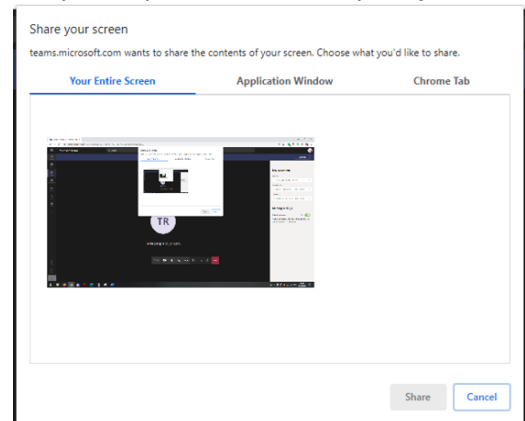 Share your screen
teams.microsoft.com wants to share the contents of your screen. Choose what you'd like to share.
Your Entire Screen
Application Window
Chrome Tab
TR
Share
Cancel